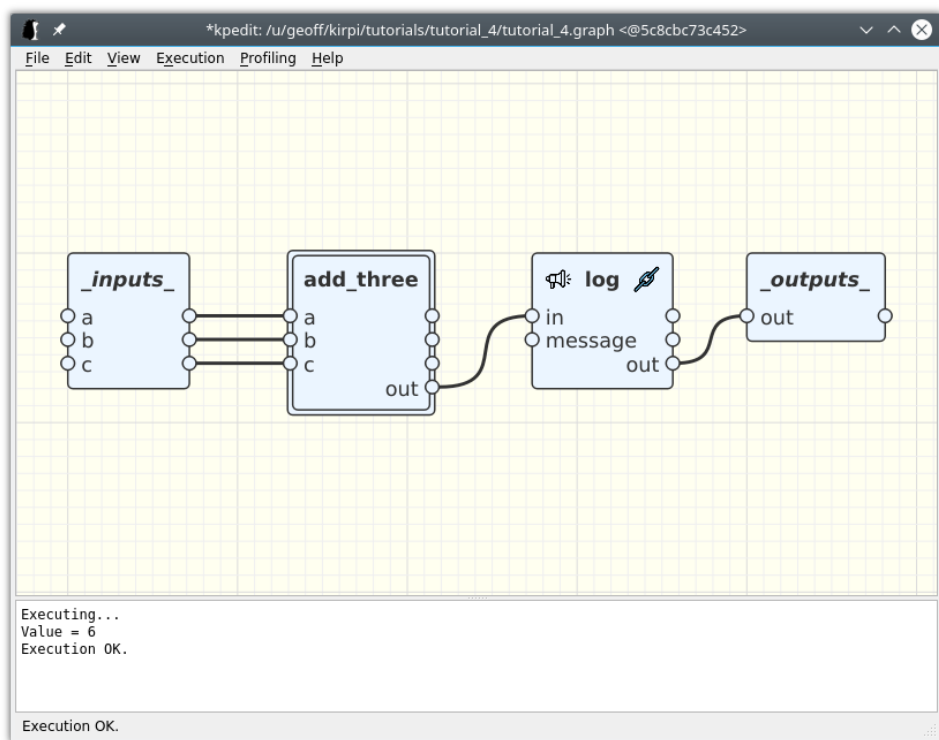 *kpedit: /u/geoff/kirpi/tutorials/tutorial_4/tutorial_4.graph <@5c8cbc73c452>
File Edit View Execution Profiling Help
_inputs_
a
b
c
add_three
a
b
c
out
log
in
message
out
_outputs_
out
Executing...
Value = 6
Execution OK.
Execution OK.